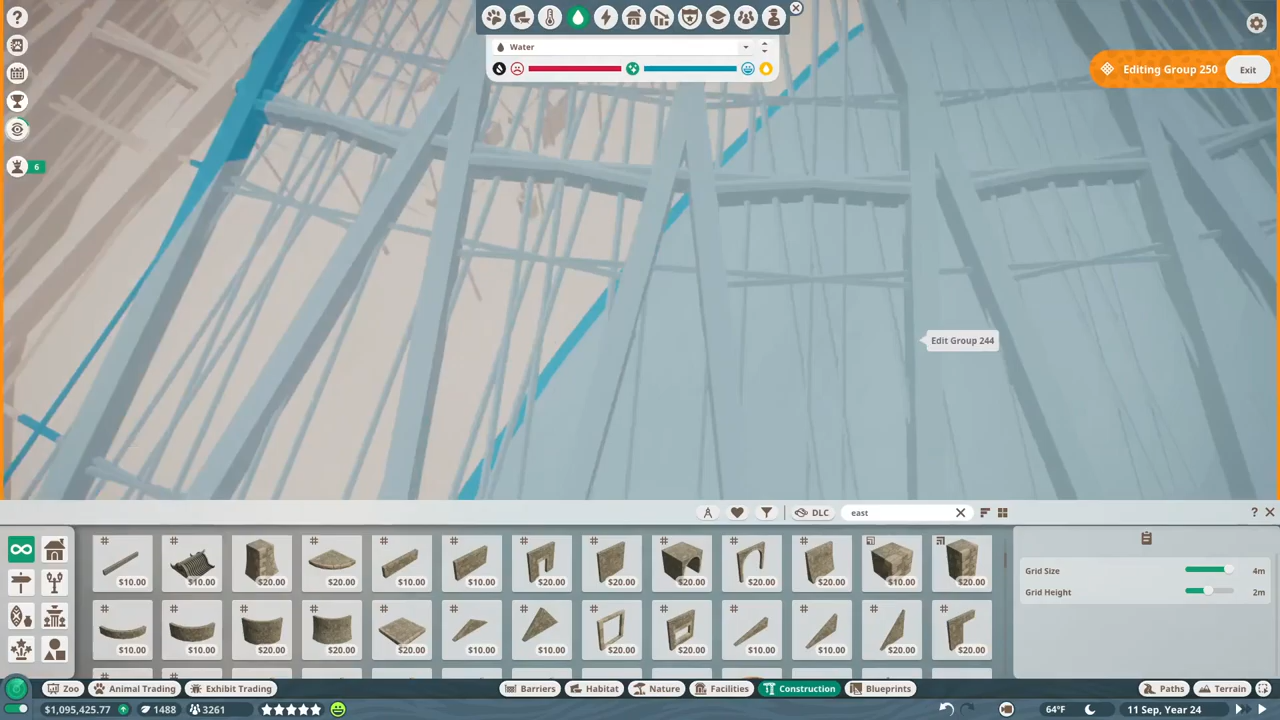 Water
Editing Group 250
Exit
6
Edit Group 244
DLC
east
$10.00 $10.00 $20.00 $20.00 $10.00 $10.00 $20.00 $20.00 $20.00 $20.00 $20.00 $10.00 $20.00
$10.00 $10.00 $20.00 $20.00 $20.00 $10.00 $10.00 $20.00 $20.00 $10.00 $10.00 $20.00 $10.00
Grid Size 4m
Grid Height 2m
Zoo Animal Trading Exhibit Trading Barriers Habitat Nature Facilities Construction Blueprints Paths Terrain
$1,095,425.77 1488 3261 64°F 11 Sep, Year 24